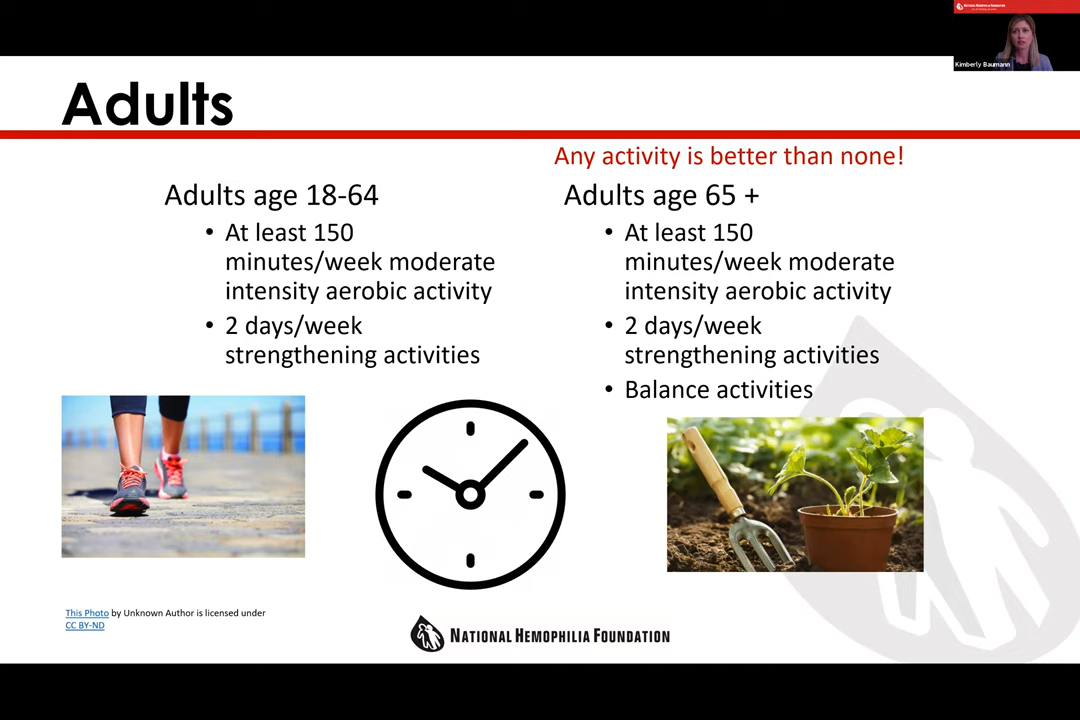 NATIONAL HEMOPHILIA FOUNDATION
Kimberly Baumann
Adults
Any activity is better than none!
Adults age 18-64
• At least 150
minutes/week moderate
intensity aerobic activity
• 2 days/week
strengthening activities
Adults age 65 +
• At least 150
minutes/week moderate
intensity aerobic activity
• 2 days/week
strengthening activities
• Balance activities
This Photo by Unknown Author is licensed under
CC BY-ND
NATIONAL HEMOPHILIA FOUNDATION